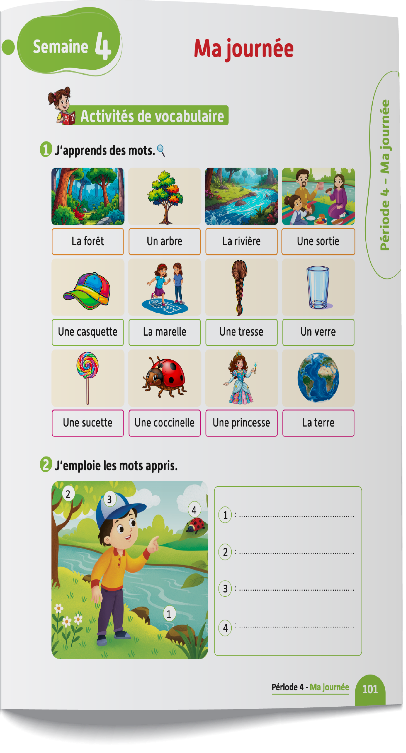 Semaine 4
Ma journée
Activités de vocabulaire
1 J'apprends des mots.
La forêt Un arbre La rivière Une sortie
Une casquette La marelle Une tresse Un verre
Une sucette Une coccinelle Une princesse La terre
2 J'emploie les mots appris.
2 3 4 1
1 : ........................................
2 : ........................................
3 : ........................................
4 : ........................................
Période 4 - Ma journée
Période 4 - Ma journée 101